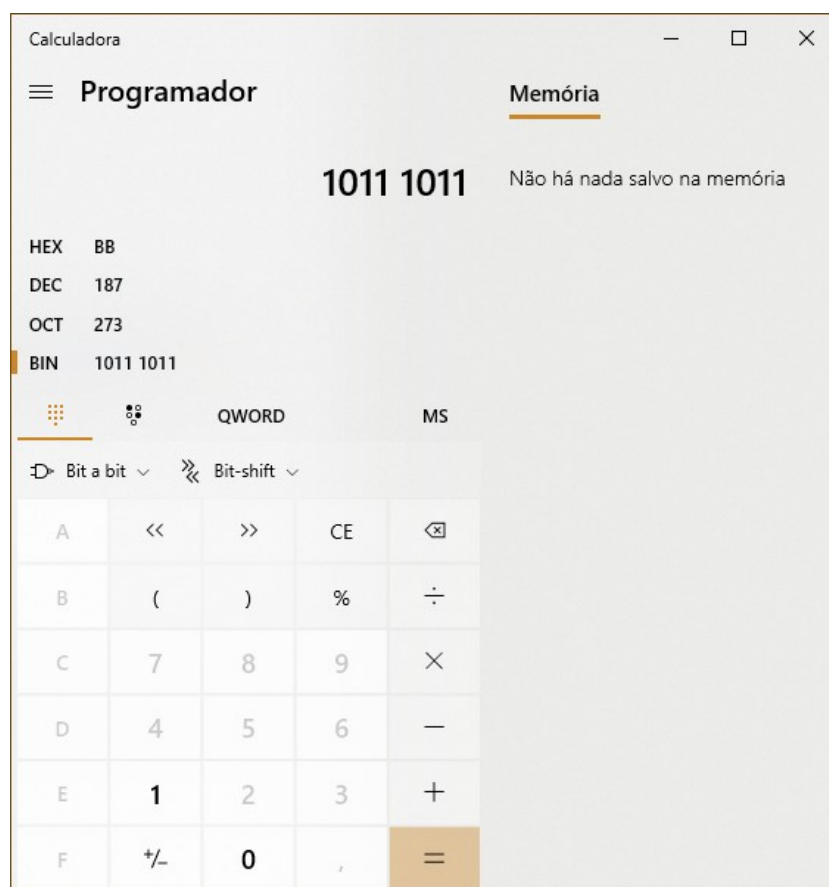 Calculadora
Programador
Memória
1011 1011
Não há nada salvo na memória
HEX BB
DEC 187
OCT 273
BIN 1011 1011
QWORD MS
Bit a bit Bit-shift
A << >> CE
B ( ) % ÷
C 7 8 9 ×
D 4 5 6 −
E 1 2 3 +
F +/− 0 , =